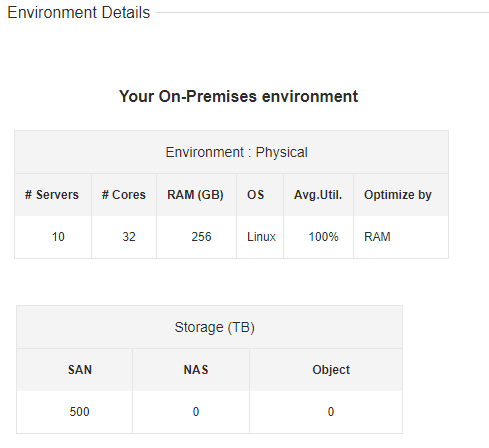 Environment Details
Your On-Premises environment
Environment : Physical
# Servers # Cores RAM (GB) OS Avg.Util. Optimize by
10 32 256 Linux 100% RAM
Storage (TB)
SAN NAS Object
500 0 0